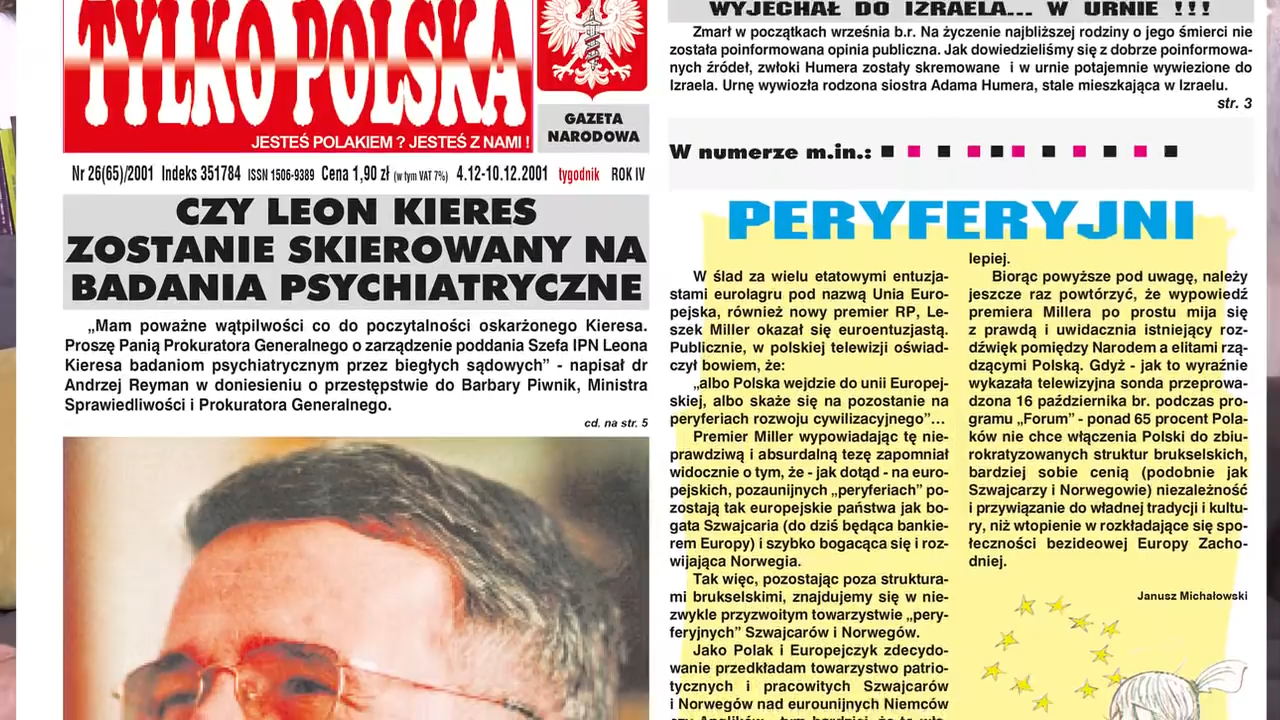 TYLKO POLSKA
JESTEŚ POLAKIEM ? JESTEŚ Z NAMI !
GAZETA
NARODOWA
Nr 26(65)/2001 Indeks 351784 ISSN 1506-9389 Cena 1,90 zł (w tym VAT 7%) 4.12-10.12.2001 tygodnik ROK IV
CZY LEON KIERES
ZOSTANIE SKIEROWANY NA
BADANIA PSYCHIATRYCZNE
„Mam poważne wątpilwości co do poczytalności oskarżonego Kieresa.
Proszę Panią Prokuratora Generalnego o zarządzenie poddania Szefa IPN Leona
Kieresa badaniom psychiatrycznym przez biegłych sądowych” - napisał dr
Andrzej Reyman w doniesieniu o przestępstwie do Barbary Piwnik, Ministra
Sprawiedliwości i Prokuratora Generalnego.
cd. na str. 5
WYJECHAŁ DO IZRAELA... W URNIE !!!
Zmarł w początkach września b.r. Na życzenie najbliższej rodziny o jego śmierci nie
została poinformowana opinia publiczna. Jak dowiedzieliśmy się z dobrze poinformowa-
nych źródeł, zwłoki Humera zostały skremowane i w urnie potajemnie wywiezione do
Izraela. Urnę wywiozła rodzona siostra Adama Humera, stale mieszkająca w Izraelu.
str. 3
W numerze m.in.:
PERYFERYJNI
W ślad za wielu etatowymi entuzja-
stami eurolagru pod nazwą Unia Euro-
pejska, również nowy premier RP, Le-
szek Miller okazał się euroentuzjastą.
Publicznie, w polskiej telewizji oświad-
czył bowiem, że:
„albo Polska wejdzie do unii Europej-
skiej, albo skaże się na pozostanie na
peryferiach rozwoju cywilizacyjnego”…
Premier Miller wypowiadając tę nie-
prawdziwą i absurdalną tezę zapomniał
widocznie o tym, że - jak dotąd - na euro-
pejskich, pozaunijnych „peryferiach” po-
zostają tak europejskie państwa jak bo-
gata Szwajcaria (do dziś będąca bankie-
rem Europy) i szybko bogacąca się i roz-
wijająca Norwegia.
Tak więc, pozostając poza struktura-
mi brukselskimi, znajdujemy się w nie-
zwykle przyzwoitym towarzystwie „pery-
feryjnych” Szwajcarów i Norwegów.
Jako Polak i Europejczyk zdecydo-
wanie przedkładam towarzystwo patrio-
tycznych i pracowitych Szwajcarów
i Norwegów nad eurounijnych Niemców
lepiej.
Biorąc powyższe pod uwagę, należy
jeszcze raz powtórzyć, że wypowiedź
premiera Millera po prostu mija się
z prawdą i uwidacznia istniejący roz-
dźwięk pomiędzy Narodem a elitami rzą-
dzącymi Polską. Gdyż - jak to wyraźnie
wykazała telewizyjna sonda przeprowa-
dzona 16 października br. podczas pro-
gramu „Forum” - ponad 65 procent Pola-
ków nie chce włączenia Polski do zbiu-
rokratyzowanych struktur brukselskich,
bardziej sobie cenią (podobnie jak
Szwajcarzy i Norwegowie) niezależność
i przywiązanie do władnej tradycji i kultu-
ry, niż wtopienie w rozkładające się spo-
łeczności bezideowej Europy Zacho-
dniej.
Janusz Michałowski